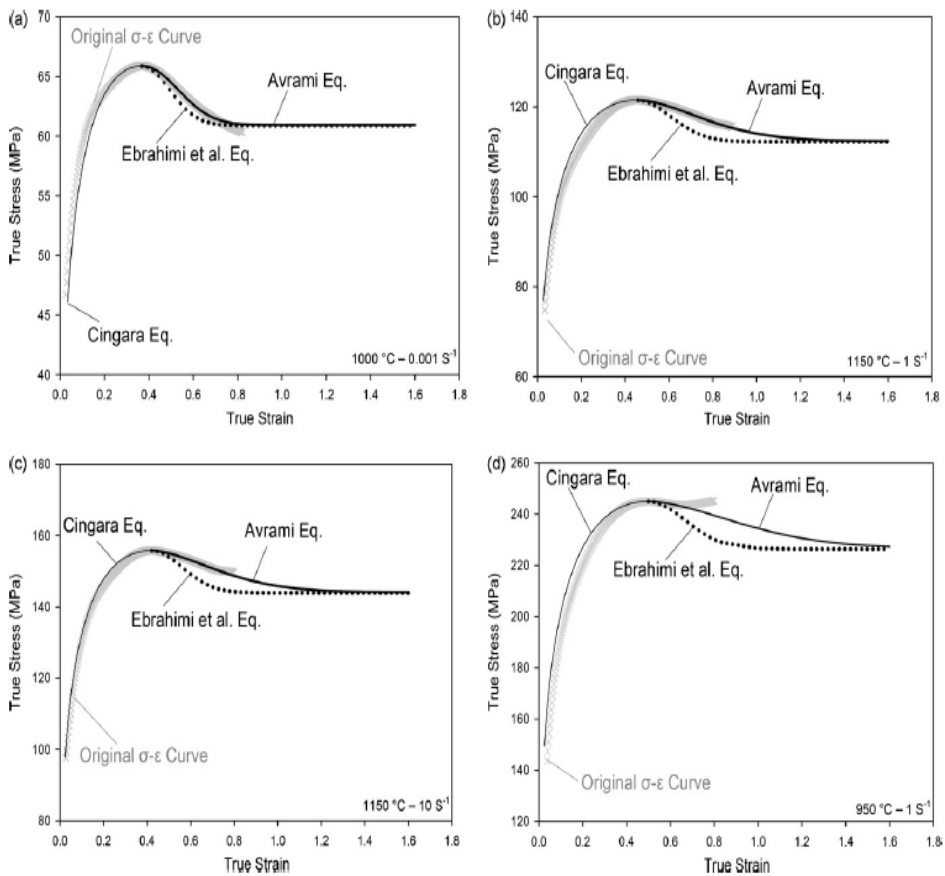 (a)
70
65
60
55
50
45
40
True Stress (MPa)
Original σ-ε Curve
Avrami Eq.
Ebrahimi et al. Eq.
Cingara Eq.
1000 °C – 0.001 S⁻¹
0.0 0.2 0.4 0.6 0.8 1.0 1.2 1.4 1.6 1.8
True Strain
(b)
140
120
100
80
60
True Stress (MPa)
Cingara Eq.
Avrami Eq.
Ebrahimi et al. Eq.
Original σ-ε Curve
1150 °C – 1 S⁻¹
0.0 0.2 0.4 0.6 0.8 1.0 1.2 1.4 1.6 1.8
True Strain
(c)
180
160
140
120
100
80
True Stress (MPa)
Cingara Eq.
Avrami Eq.
Ebrahimi et al. Eq.
Original σ-ε Curve
1150 °C – 10 S⁻¹
0.0 0.2 0.4 0.6 0.8 1.0 1.2 1.4 1.6 1.8
True Strain
(d)
260
240
220
200
180
160
140
120
True Stress (MPa)
Cingara Eq.
Avrami Eq.
Ebrahimi et al. Eq.
Original σ-ε Curve
950 °C – 1 S⁻¹
0.0 0.2 0.4 0.6 0.8 1.0 1.2 1.4 1.6 1.8
True Strain